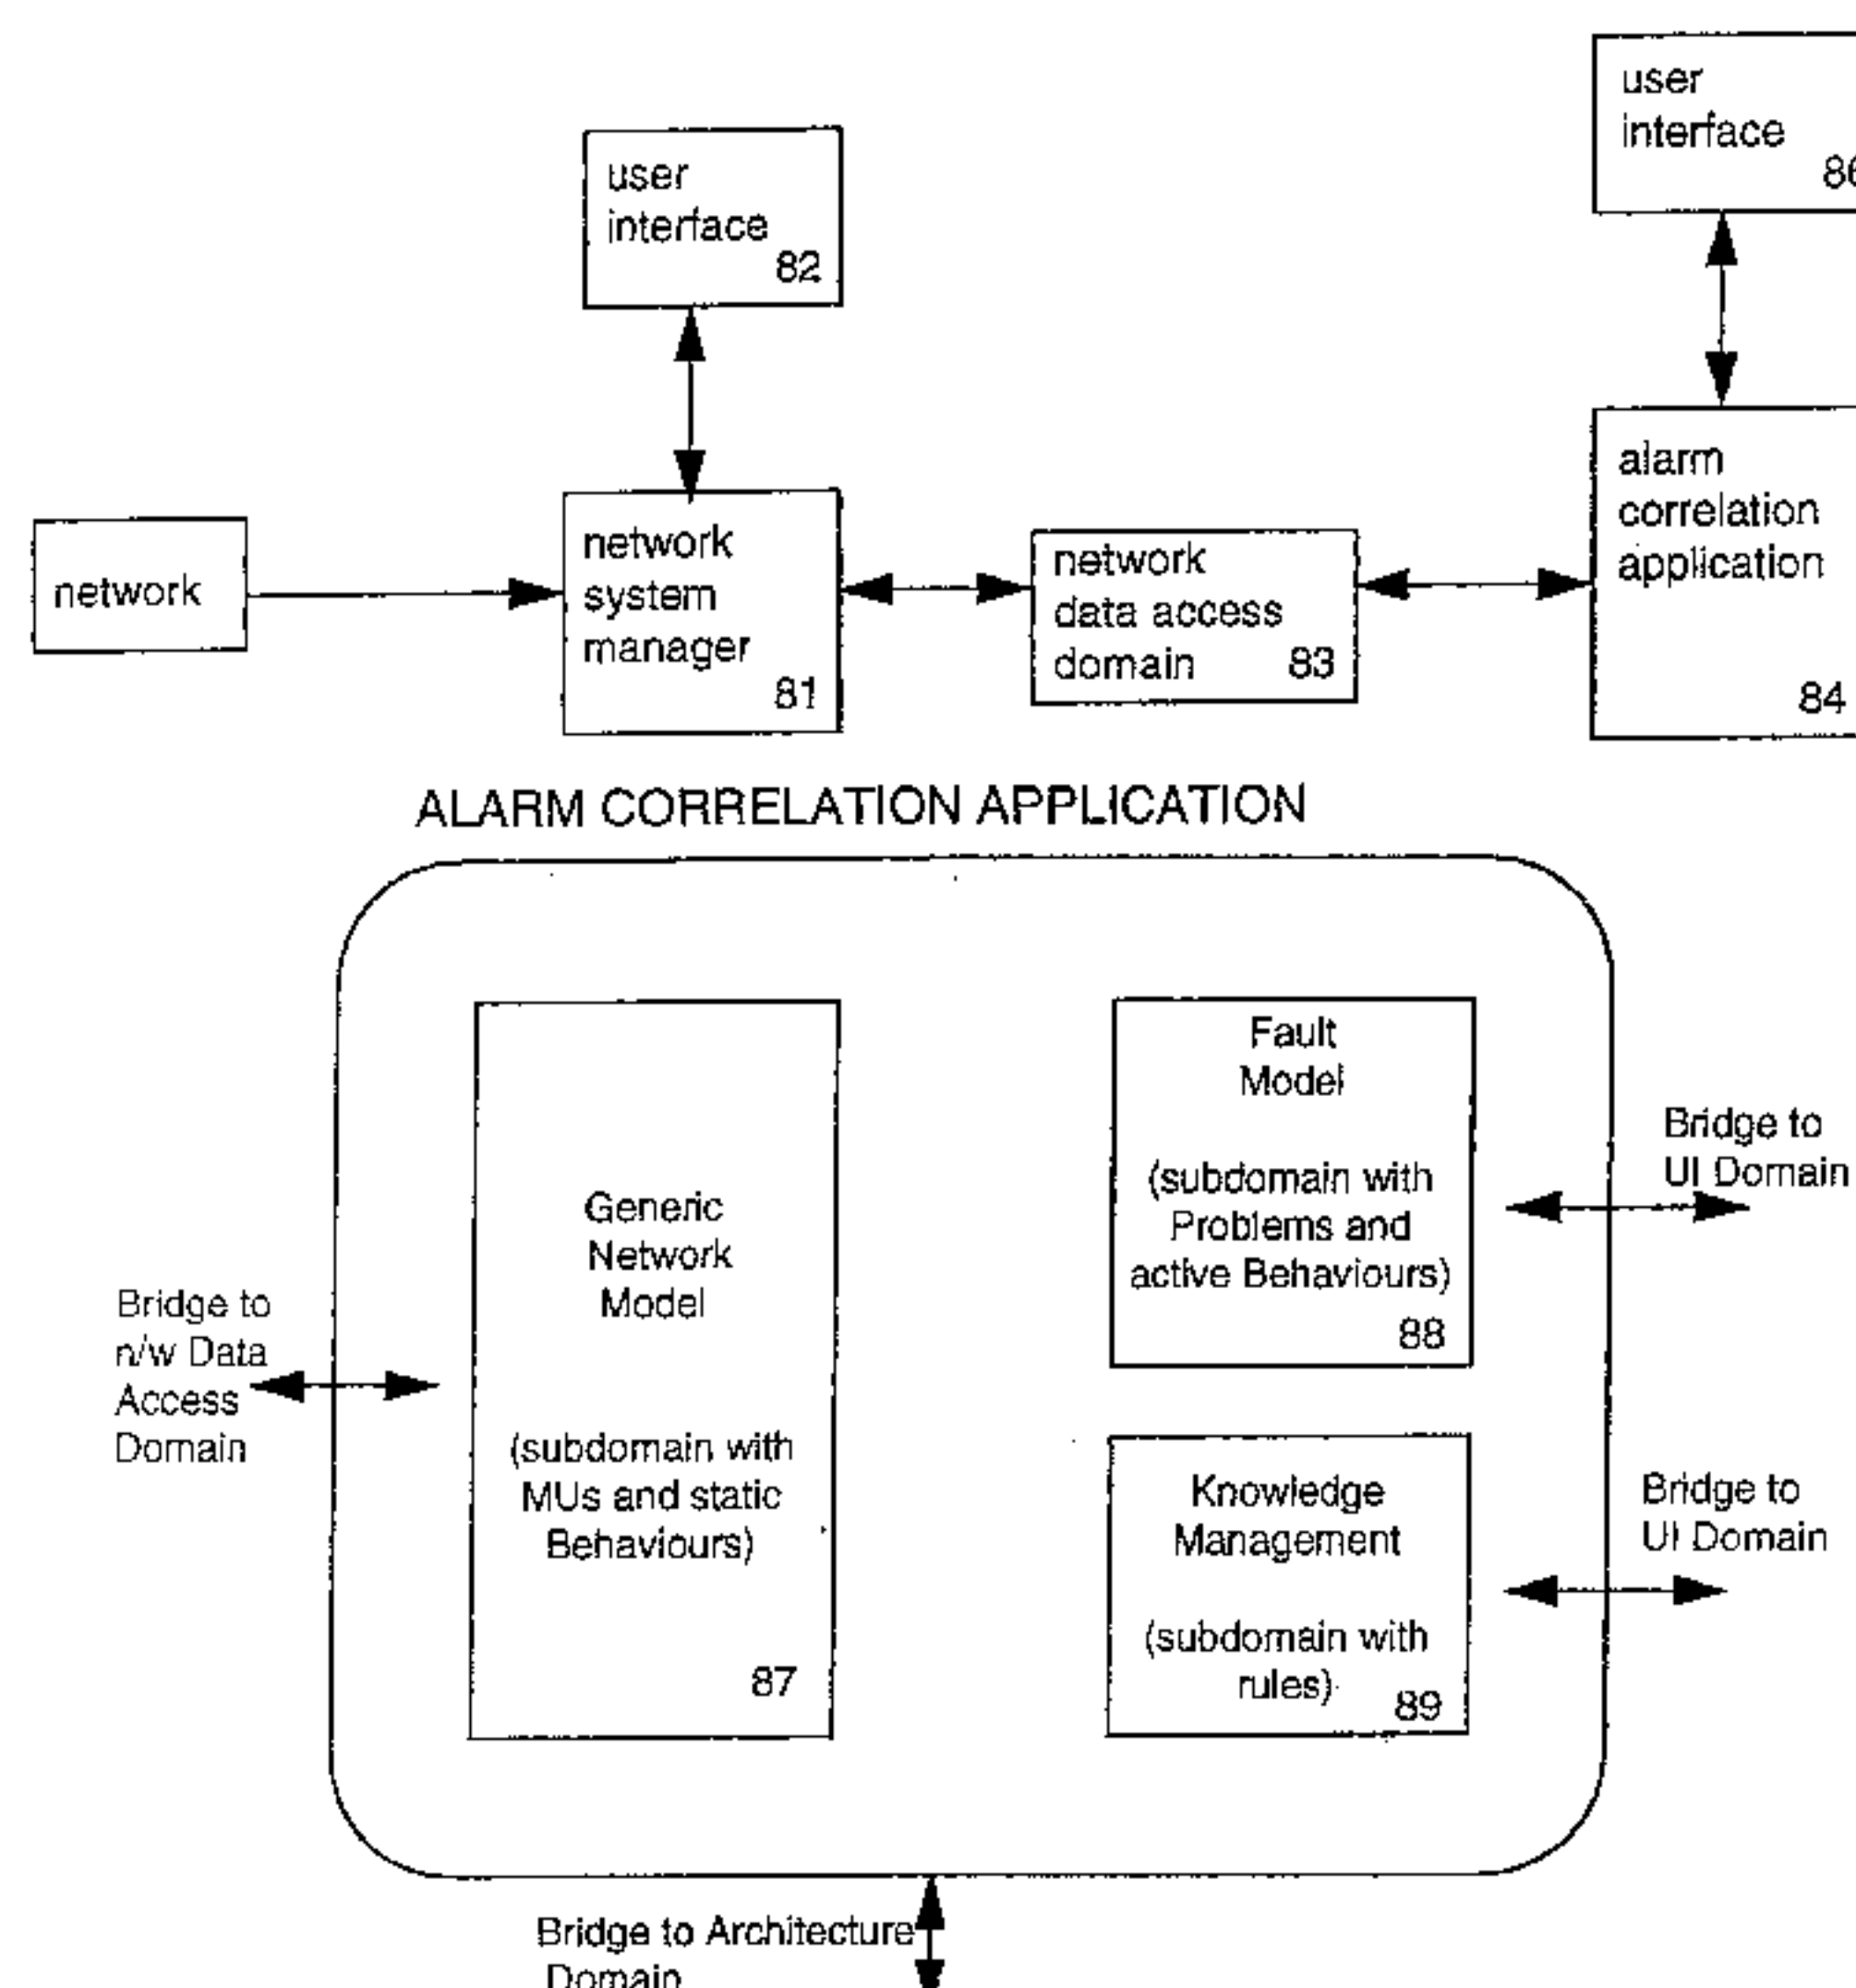 user
interface
86
user
interface
82
network
network
system
manager
81
network
data access
domain 83
alarm
correlation
application
84
ALARM CORRELATION APPLICATION
Generic
Network
Model
(subdomain with
MUs and static
Behaviours)
87
Fault
Model
(subdomain with
Problems and
active Behaviours)
88
Knowledge
Management
(subdomain with
rules)
89
Bridge to
n/w Data
Access
Domain
Bridge to
UI Domain
Bridge to
UI Domain
Bridge to Architecture
Domain